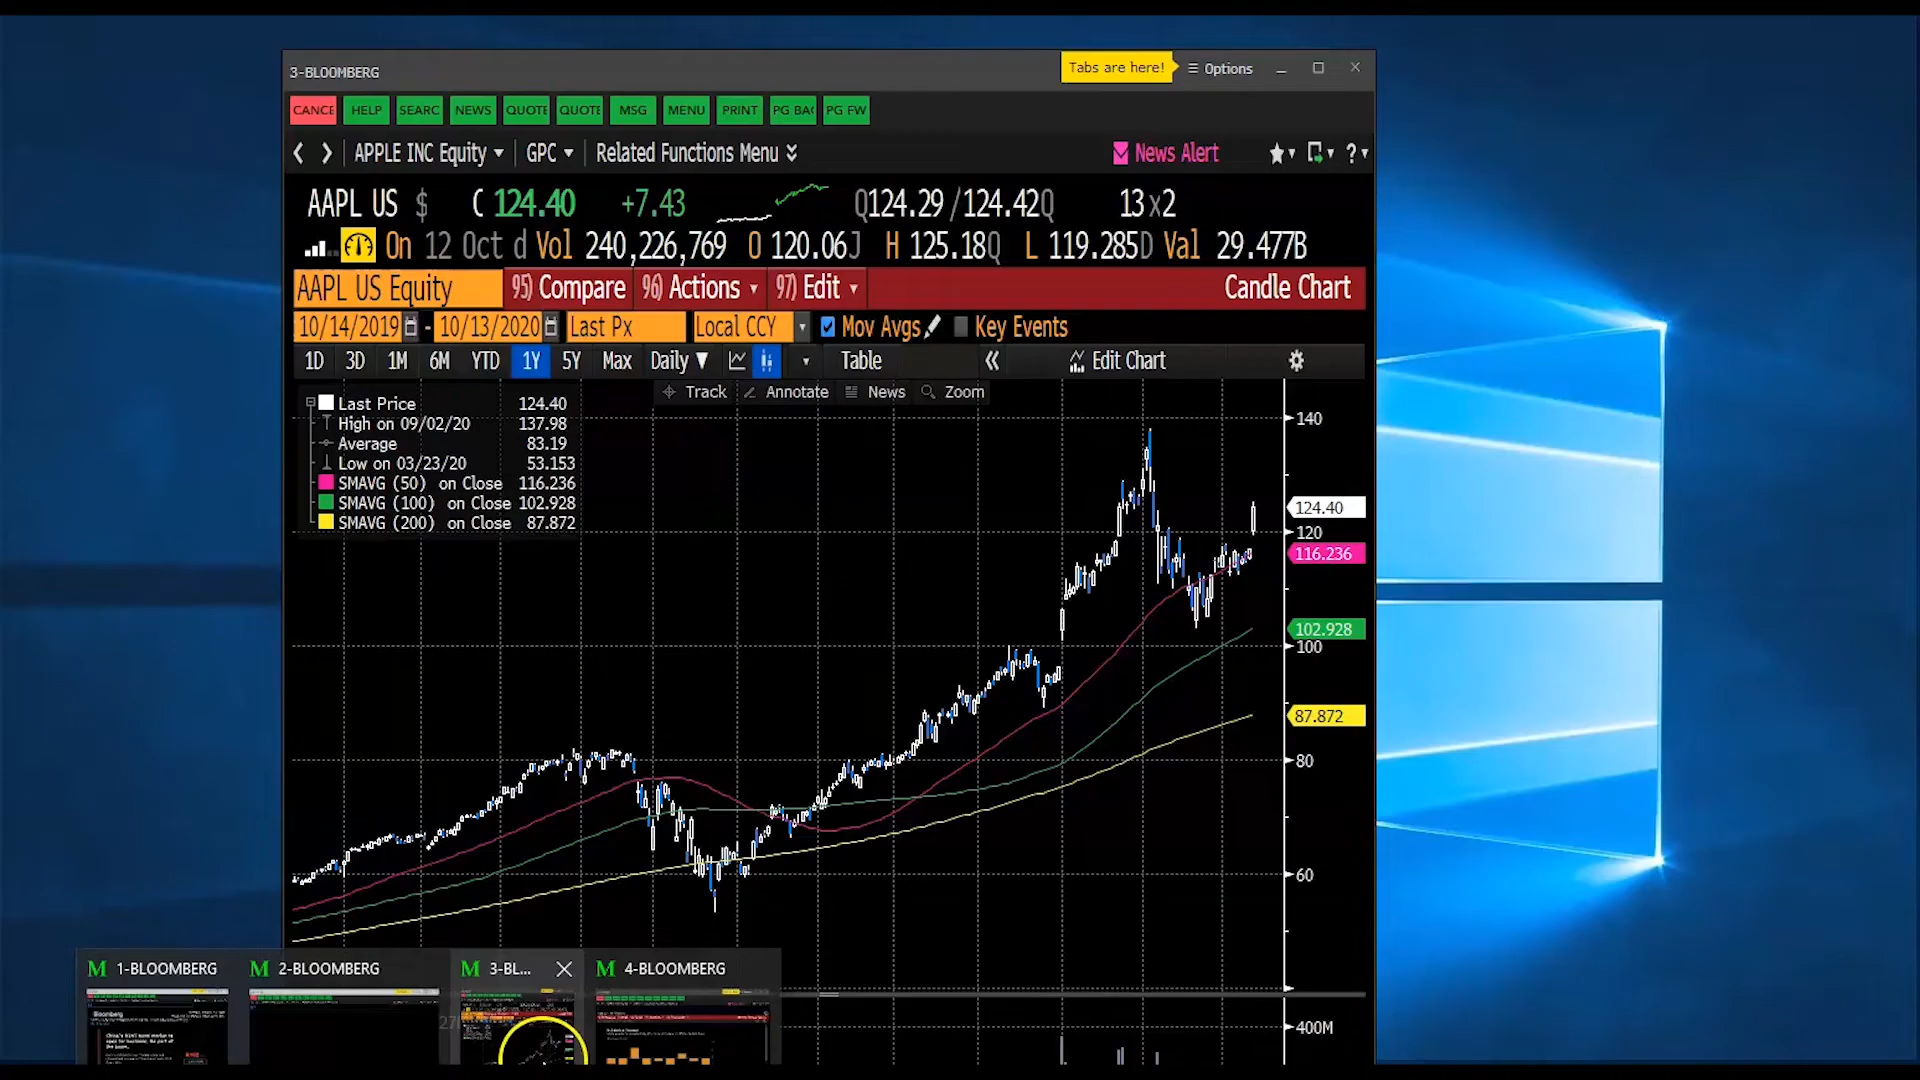 3-BLOOMBERG
Tabs are here!
Options
CANCE HELP SEARC NEWS QUOTE QUOTE MSG MENU PRINT PG BAC PG FW
APPLE INC Equity GPC Related Functions Menu News Alert ?
AAPL US $ C 124.40 +7.43 Q124.29 /124.42Q 13x2
On 12 Oct d Vol 240,226,769 O 120.06J H 125.18Q L 119.285D Val 29.477B
AAPL US Equity 95) Compare 96) Actions 97) Edit Candle Chart
10/14/2019 - 10/13/2020 Last Px Local CCY Mov Avgs Key Events
1D 3D 1M 6M YTD 1Y 5Y Max Daily Table Edit Chart
Track Annotate News Zoom
Last Price 124.40
High on 09/02/20 137.98
Average 83.19
Low on 03/23/20 53.153
SMAVG (50) on Close 116.236
SMAVG (100) on Close 102.928
SMAVG (200) on Close 87.872
140
124.40
120
116.236
102.928
100
87.872
80
60
400M
1-BLOOMBERG 2-BLOOMBERG 3-BL... 4-BLOOMBERG
Bloomberg